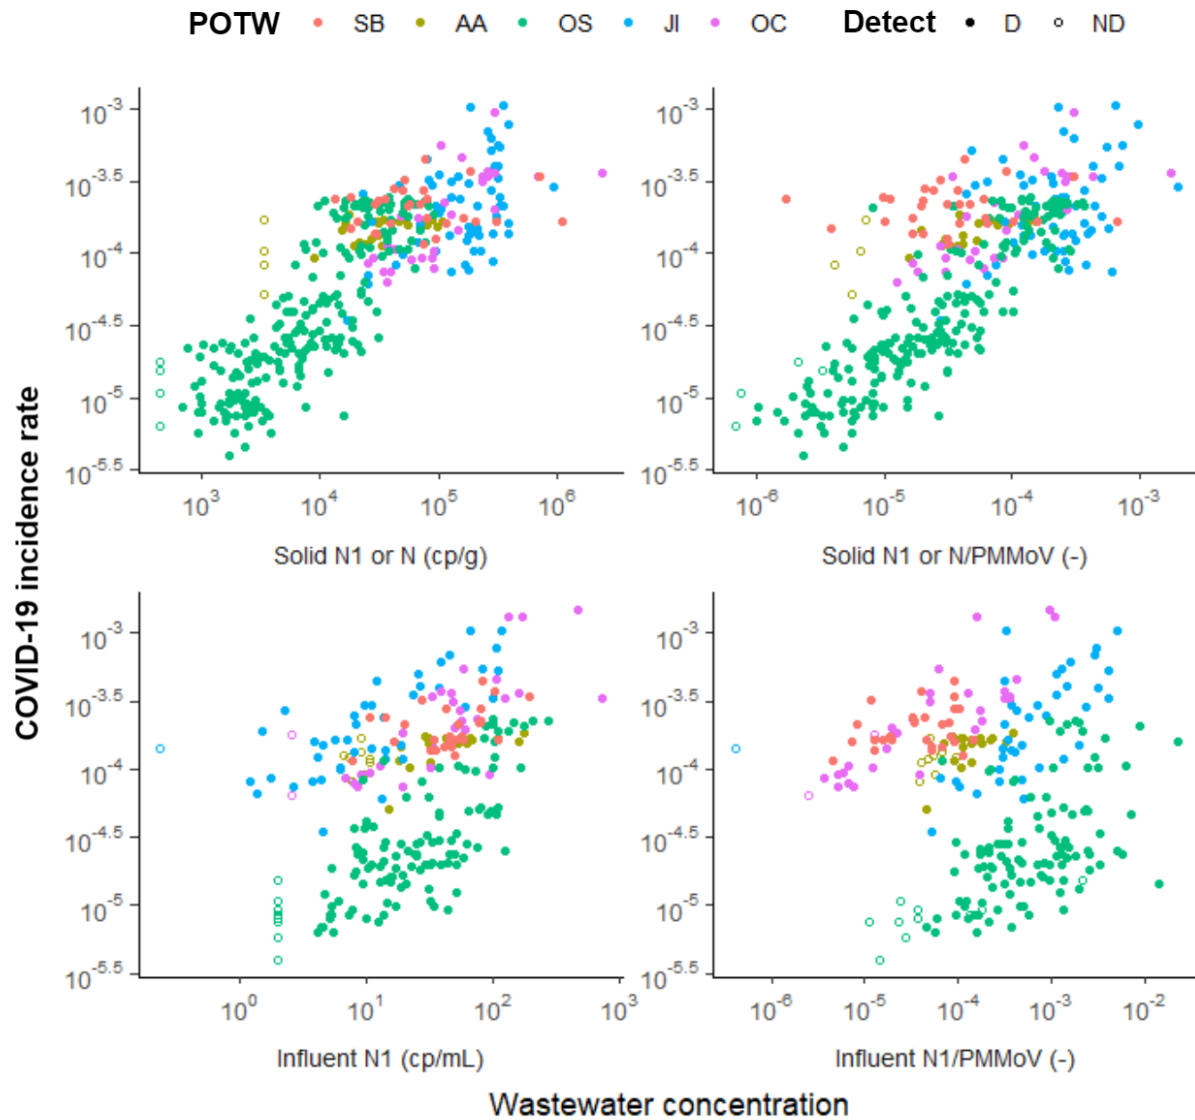 POTW SB AA OS JI OC Detect D ND
COVID-19 incidence rate
10^-3
10^-3.5
10^-4
10^-4.5
10^-5
10^-5.5
10^3 10^4 10^5 10^6
Solid N1 or N (cp/g)
10^-3
10^-3.5
10^-4
10^-4.5
10^-5
10^-5.5
10^-6 10^-5 10^-4 10^-3
Solid N1 or N/PMMoV (-)
10^-3
10^-3.5
10^-4
10^-4.5
10^-5
10^-5.5
10^0 10^1 10^2 10^3
Influent N1 (cp/mL)
10^-3
10^-3.5
10^-4
10^-4.5
10^-5
10^-5.5
10^-6 10^-5 10^-4 10^-3 10^-2
Influent N1/PMMoV (-)
Wastewater concentration